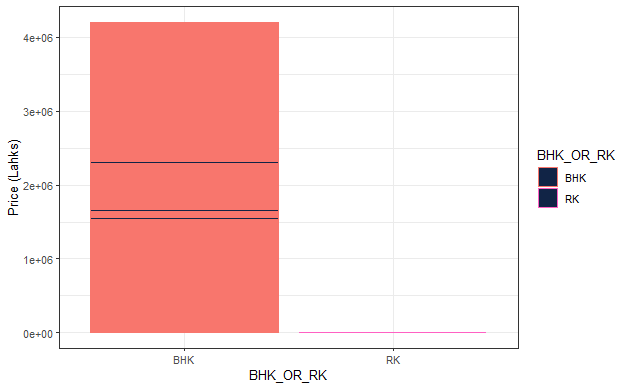 4e+06
3e+06
2e+06
1e+06
0e+00
Price (Lahks)
BHK
RK
BHK_OR_RK
BHK_OR_RK
BHK
RK